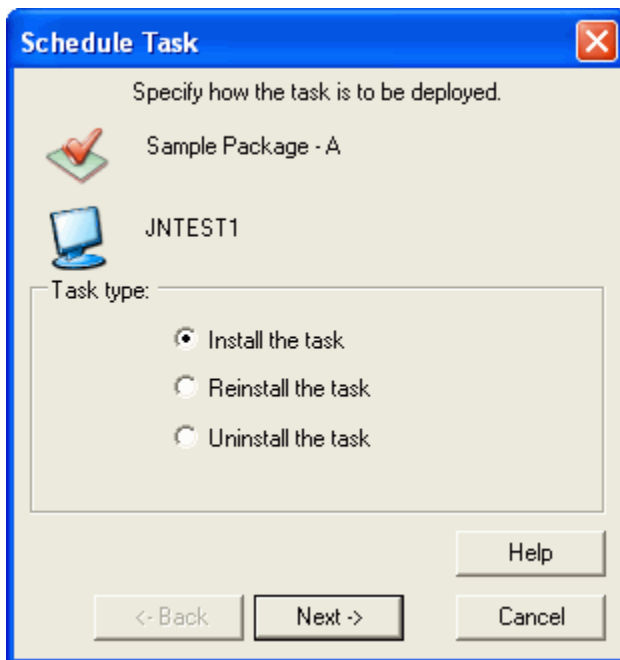 Schedule Task
Specify how the task is to be deployed.
Sample Package - A
JNTEST1
Task type:
Install the task
Reinstall the task
Uninstall the task
Help
<- Back
Next ->
Cancel